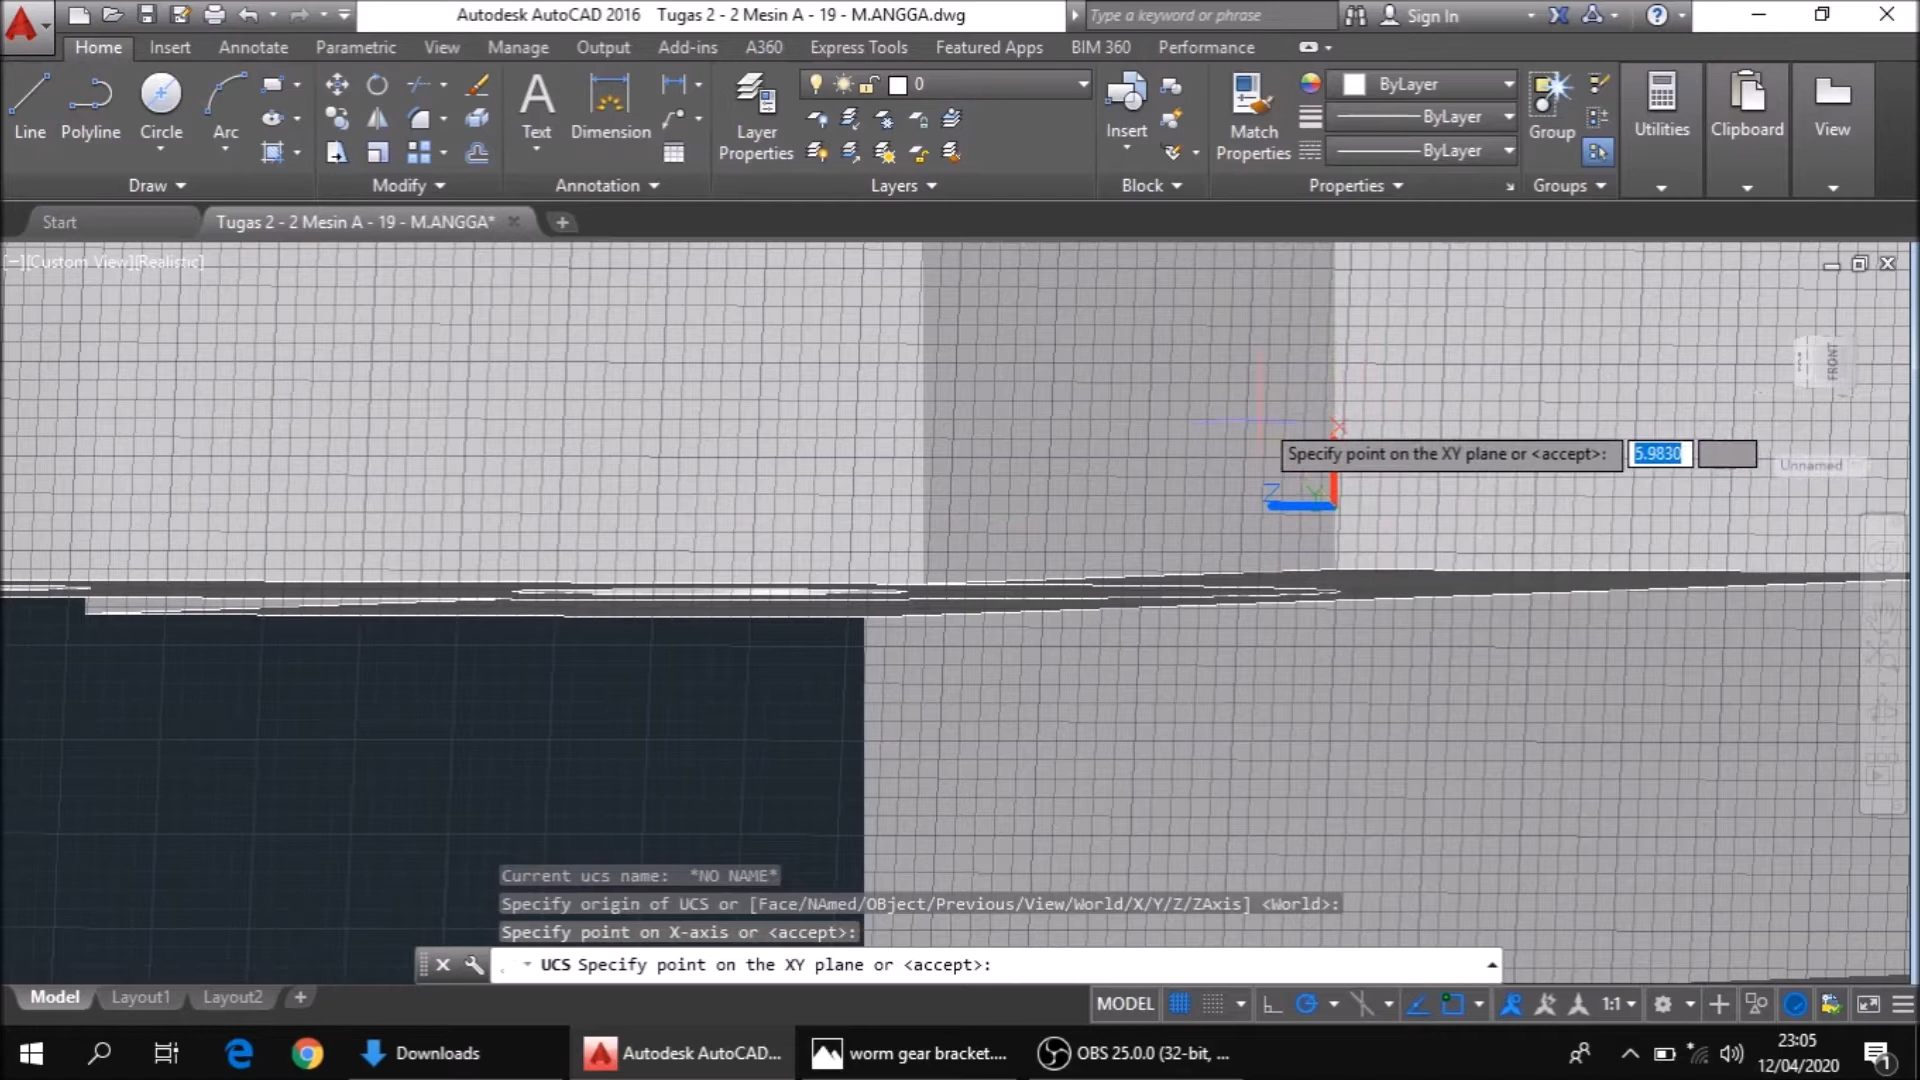 Autodesk AutoCAD 2016 Tugas 2 - 2 Mesin A - 19 - M.ANGGA.dwg
Type a keyword or phrase
Sign In
Home Insert Annotate Parametric View Manage Output Add-ins A360 Express Tools Featured Apps BIM 360 Performance
0
ByLayer
ByLayer
ByLayer
Line Polyline Circle Arc
Text Dimension
Layer Properties
Insert
Match Properties
Group
Utilities Clipboard View
Draw Modify Annotation Layers Block Properties Groups
Start Tugas 2 - 2 Mesin A - 19 - M.ANGGA*
[−][Custom View][Realistic]
FRONT
X
Specify point on the XY plane or <accept>: 5.9830
Unnamed
Z Y
Current ucs name: *NO NAME*
Specify origin of UCS or [Face/NAmed/OBject/Previous/View/World/X/Y/Z/ZAxis] <World>:
Specify point on X-axis or <accept>:
UCS Specify point on the XY plane or <accept>:
Model Layout1 Layout2
MODEL 1:1
Downloads Autodesk AutoCAD... worm gear bracket.... OBS 25.0.0 (32-bit, ...
23:05
12/04/2020
1